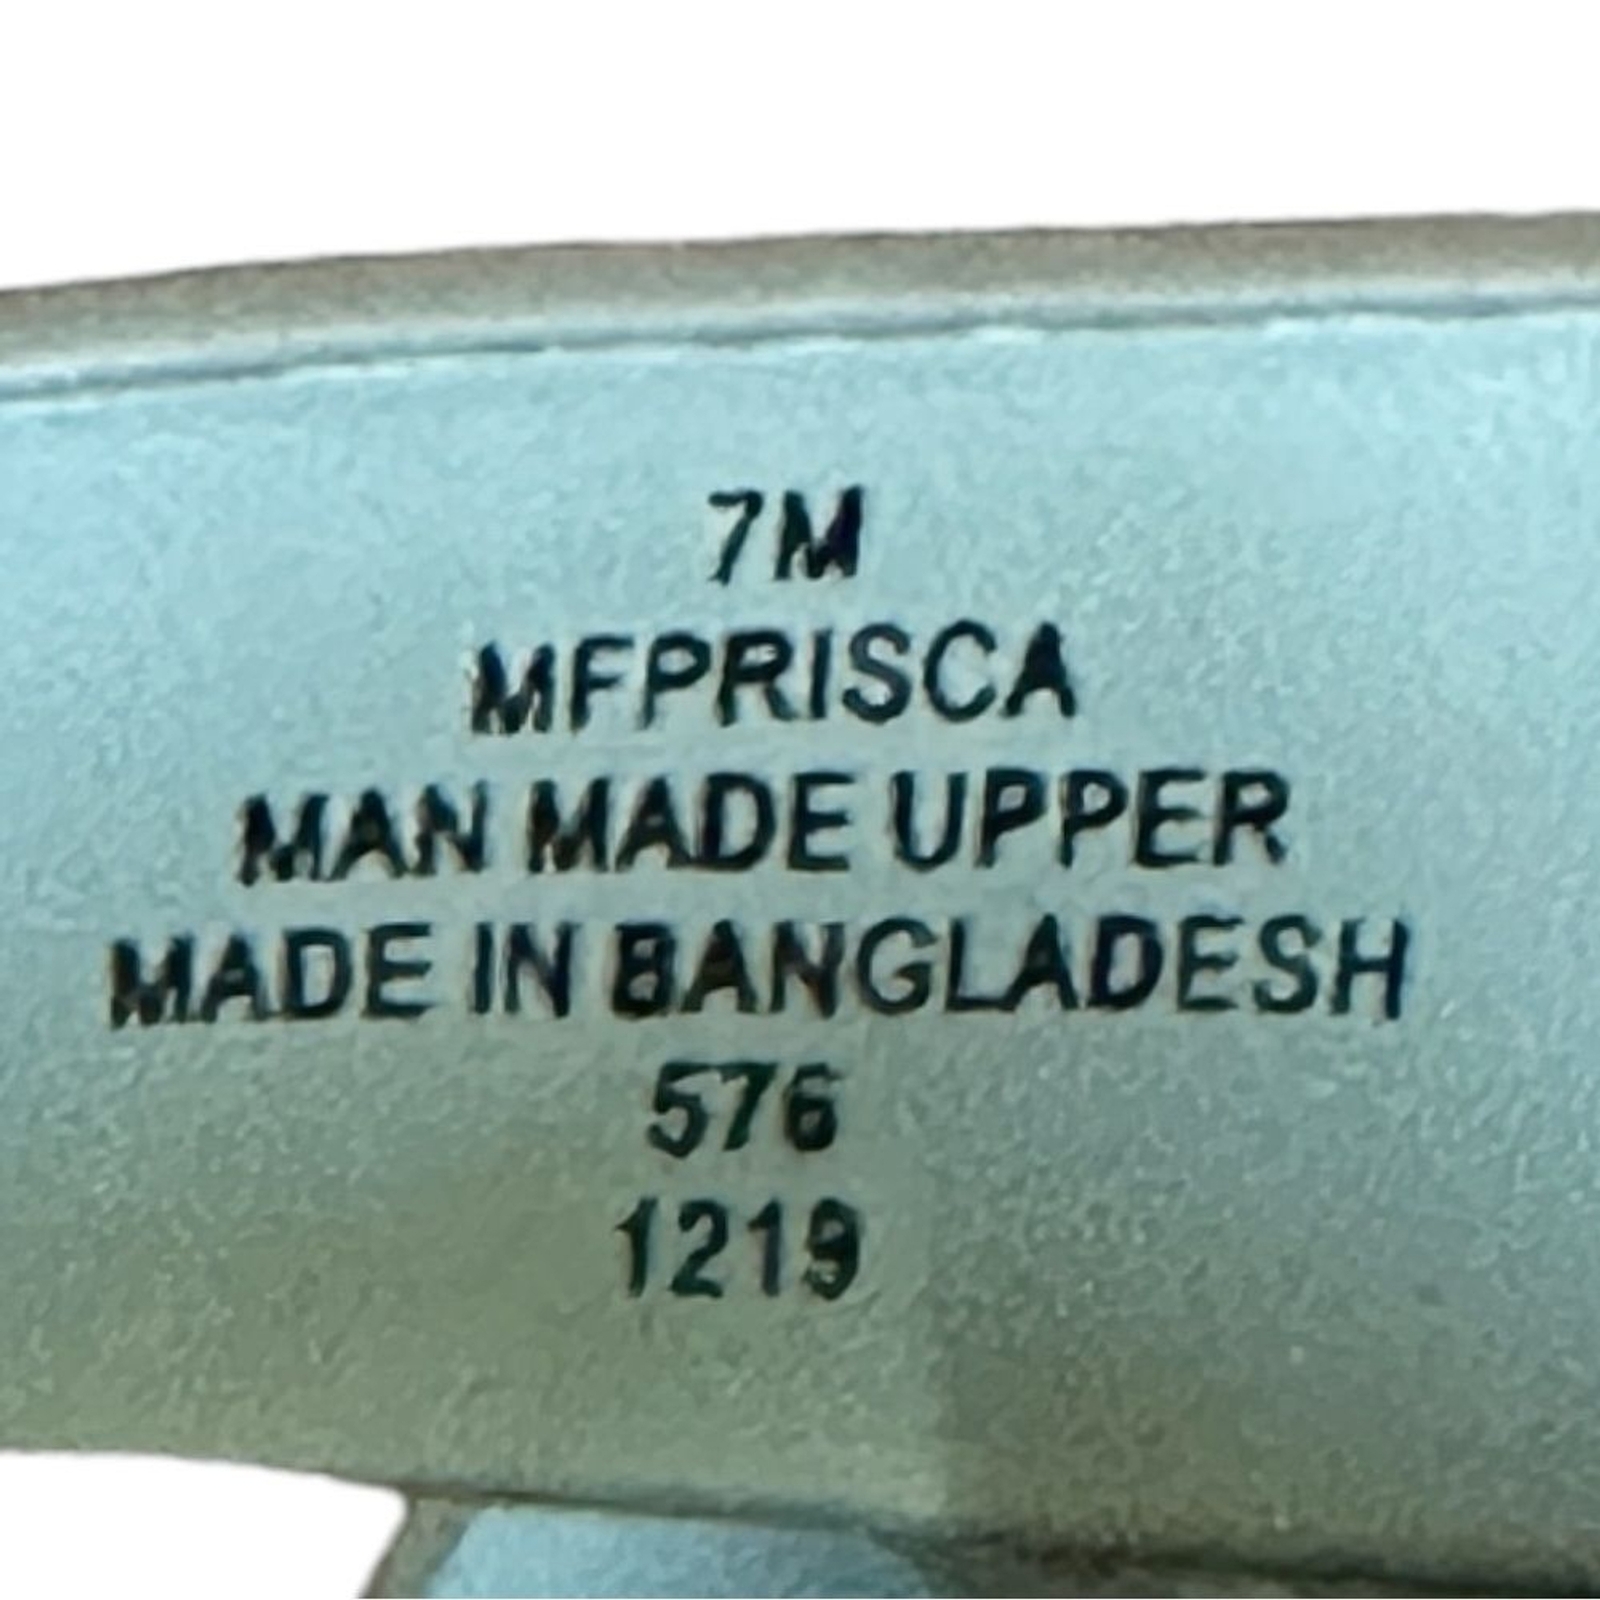 7M
MFPRISCA
MAN MADE UPPER
MADE IN BANGLADESH
576
1219